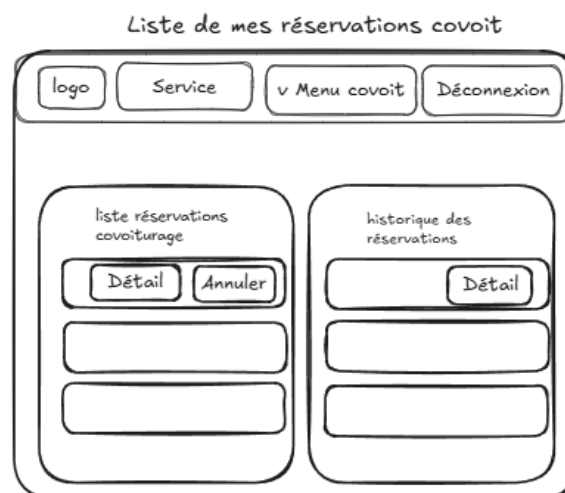 Liste de mes réservations covoit
logo
Service
v Menu covoit
Déconnexion
liste réservations
covoiturage
Détail
Annuler
historique des
réservations
Détail